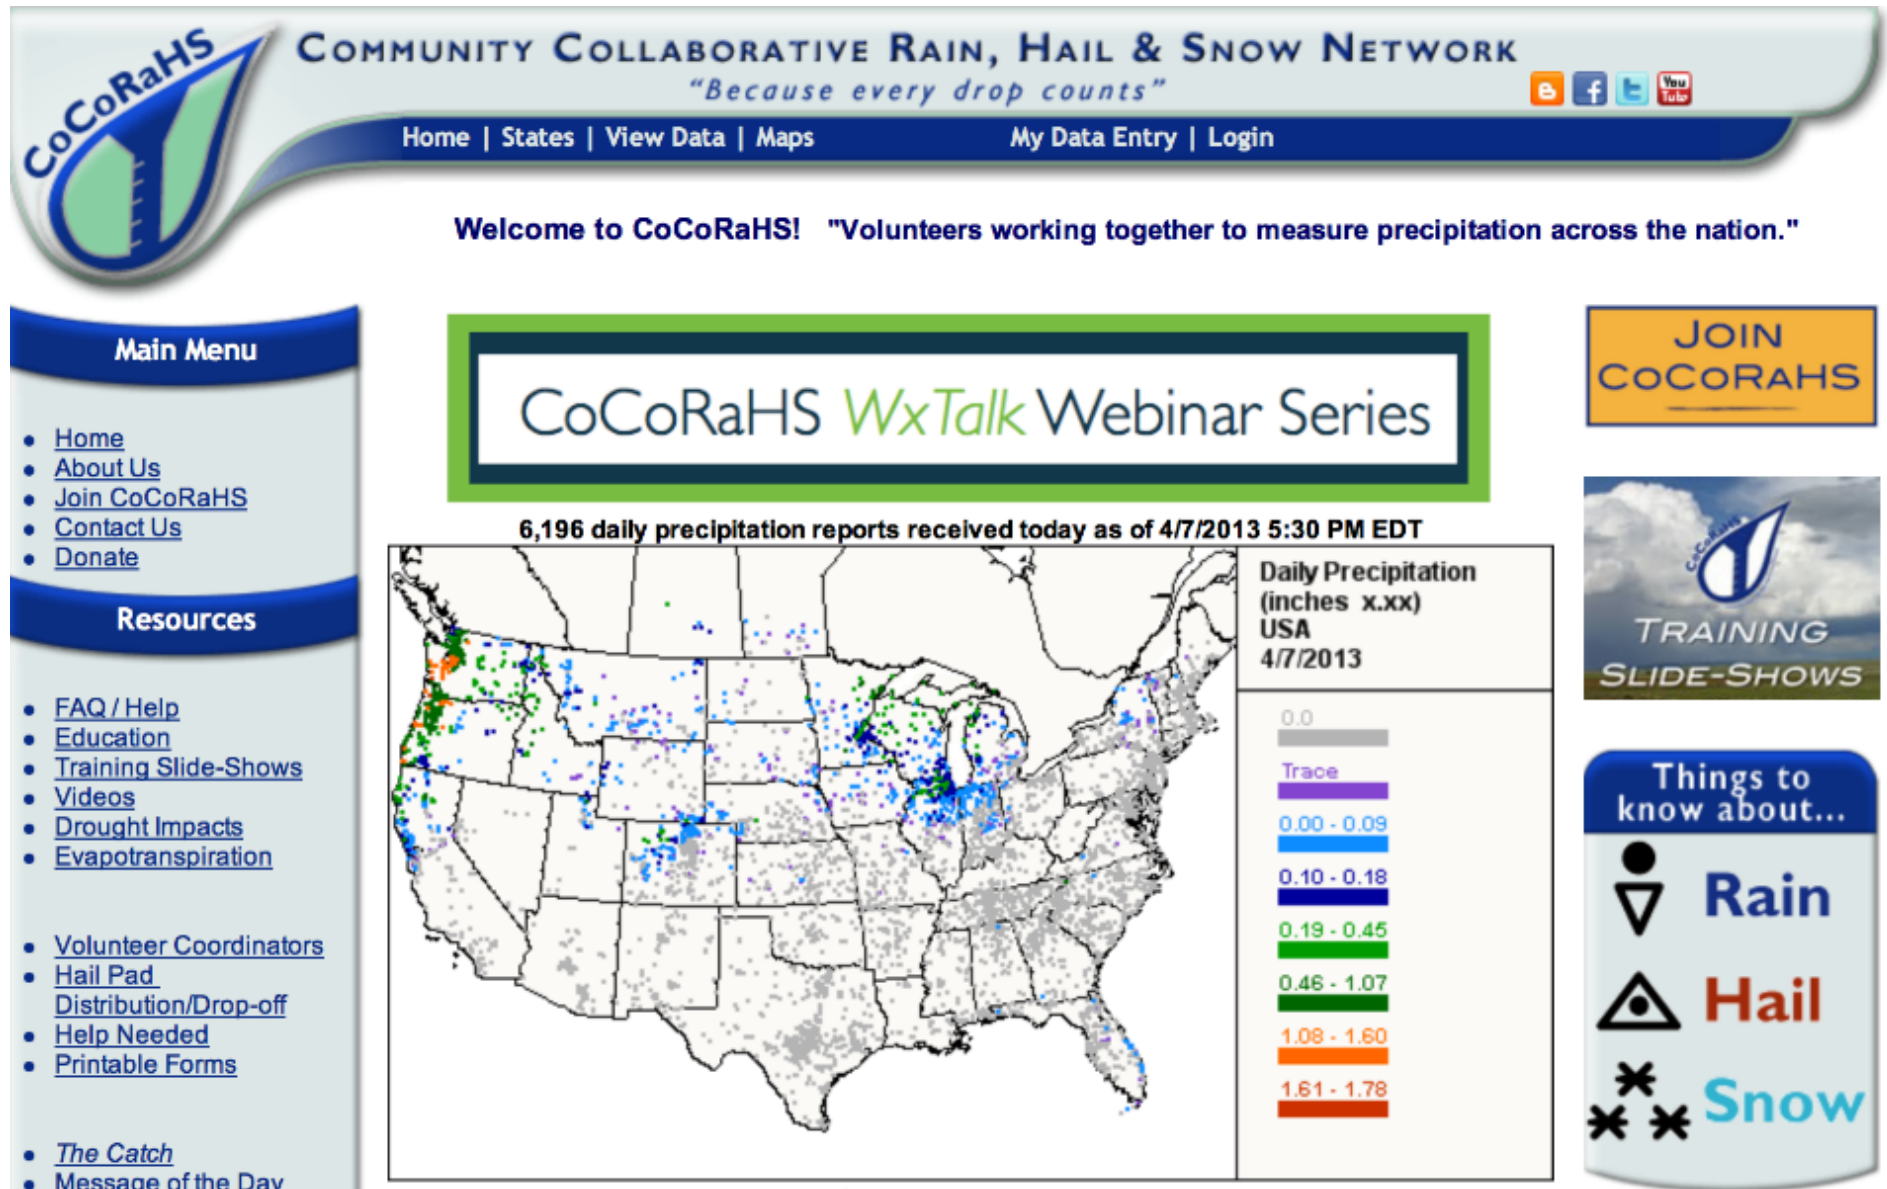 CoCoRaHS
COMMUNITY COLLABORATIVE RAIN, HAIL & SNOW NETWORK
"Because every drop counts"
You
Tube
Home | States | View Data | Maps
My Data Entry | Login
Welcome to CoCoRaHS! "Volunteers working together to measure precipitation across the nation."
Main Menu
Home
About Us
Join CoCoRaHS
Contact Us
Donate
Resources
FAQ / Help
Education
Training Slide-Shows
Videos
Drought Impacts
Evapotranspiration
Volunteer Coordinators
Hail Pad
Distribution/Drop-off
Help Needed
Printable Forms
The Catch
Message of the Day
CoCoRaHS WxTalk Webinar Series
6,196 daily precipitation reports received today as of 4/7/2013 5:30 PM EDT
Daily Precipitation
(inches x.xx)
USA
4/7/2013
0.0
Trace
0.00 - 0.09
0.10 - 0.18
0.19 - 0.45
0.46 - 1.07
1.08 - 1.60
1.61 - 1.78
JOIN
COCORAHS
CoCoRaHS
TRAINING
SLIDE-SHOWS
Things to
know about...
Rain
Hail
Snow